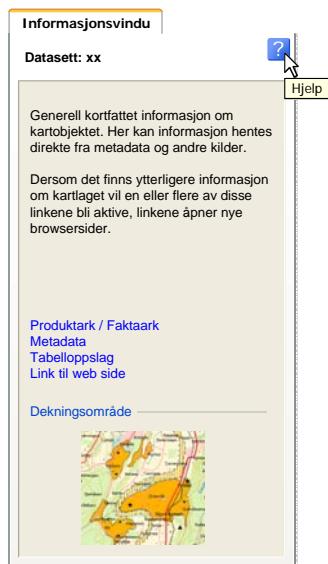 Informasjonsvindu
Datasett: xx
?
Hjelp
Generell kortfattet informasjon om
kartobjektet. Her kan informasjon hentes
direkte fra metadata og andre kilder.
Dersom det finns ytterligere informasjon
om kartlaget vil en eller flere av disse
linkene bli aktive, linkene åpner nye
browsersider.
Produktark / Faktaark
Metadata
Tabelloppslag
Link til web side
Dekningsområde